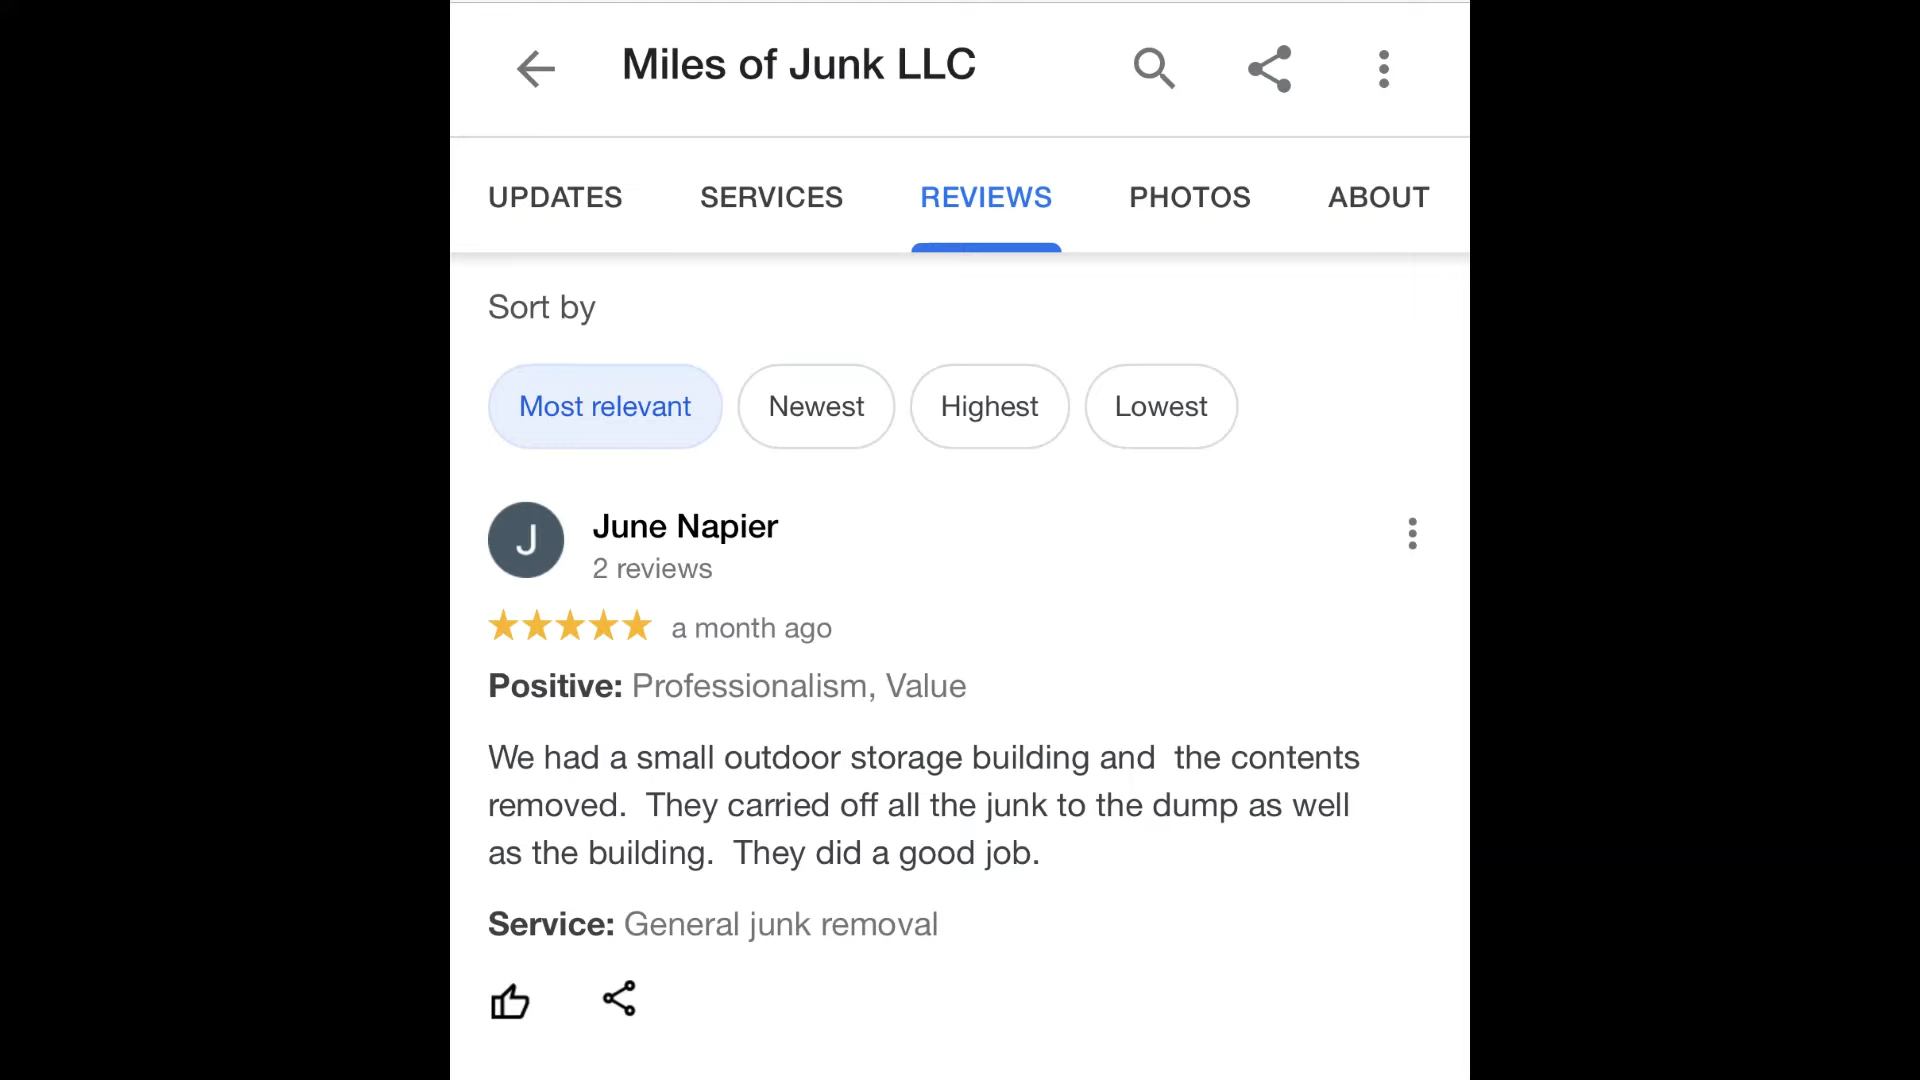 Miles of Junk LLC
UPDATES SERVICES REVIEWS PHOTOS ABOUT
Sort by
Most relevant Newest Highest Lowest
J
June Napier
2 reviews
a month ago
Positive: Professionalism, Value
We had a small outdoor storage building and  the contents
removed.  They carried off all the junk to the dump as well
as the building.  They did a good job.
Service: General junk removal